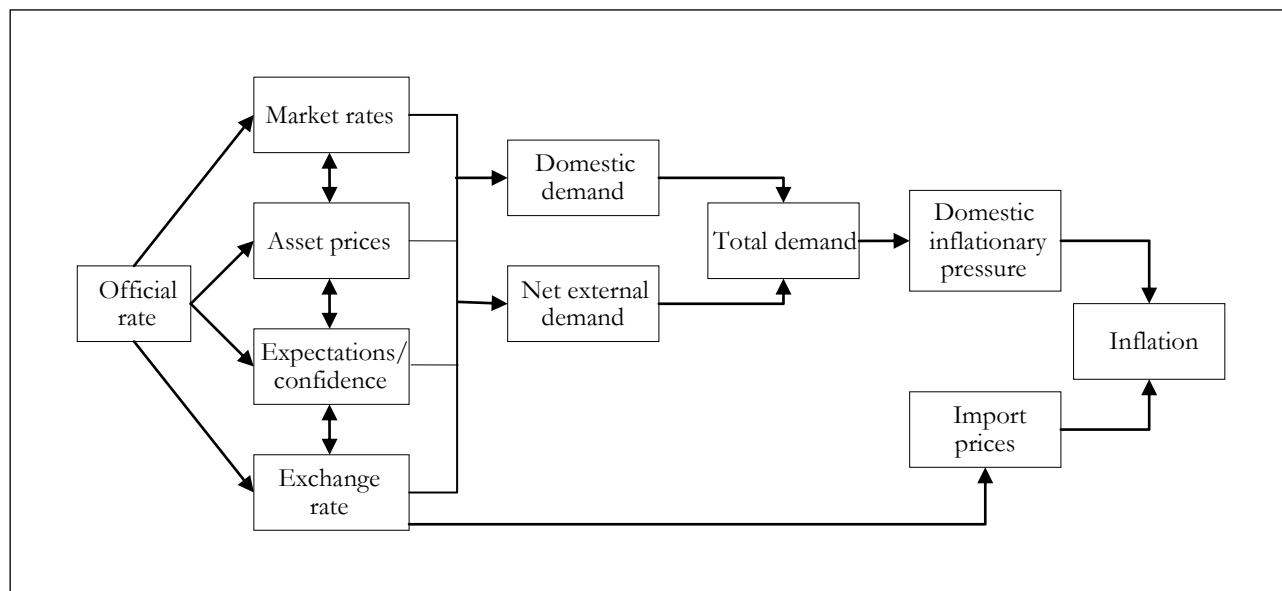 Market rates
Asset prices
Official
rate
Expectations/
confidence
Exchange
rate
Domestic
demand
Net external
demand
Total demand
Domestic
inflationary
pressure
Import
prices
Inflation